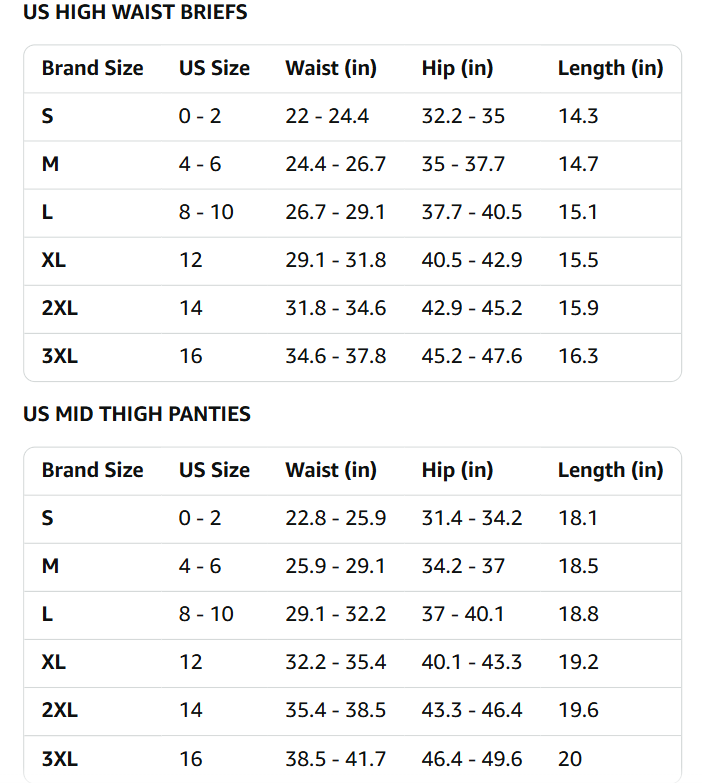 US HIGH WAIST BRIEFS
Brand Size US Size Waist (in) Hip (in) Length (in)
S 0 - 2 22 - 24.4 32.2 - 35 14.3
M 4 - 6 24.4 - 26.7 35 - 37.7 14.7
L 8 - 10 26.7 - 29.1 37.7 - 40.5 15.1
XL 12 29.1 - 31.8 40.5 - 42.9 15.5
2XL 14 31.8 - 34.6 42.9 - 45.2 15.9
3XL 16 34.6 - 37.8 45.2 - 47.6 16.3
US MID THIGH PANTIES
Brand Size US Size Waist (in) Hip (in) Length (in)
S 0 - 2 22.8 - 25.9 31.4 - 34.2 18.1
M 4 - 6 25.9 - 29.1 34.2 - 37 18.5
L 8 - 10 29.1 - 32.2 37 - 40.1 18.8
XL 12 32.2 - 35.4 40.1 - 43.3 19.2
2XL 14 35.4 - 38.5 43.3 - 46.4 19.6
3XL 16 38.5 - 41.7 46.4 - 49.6 20